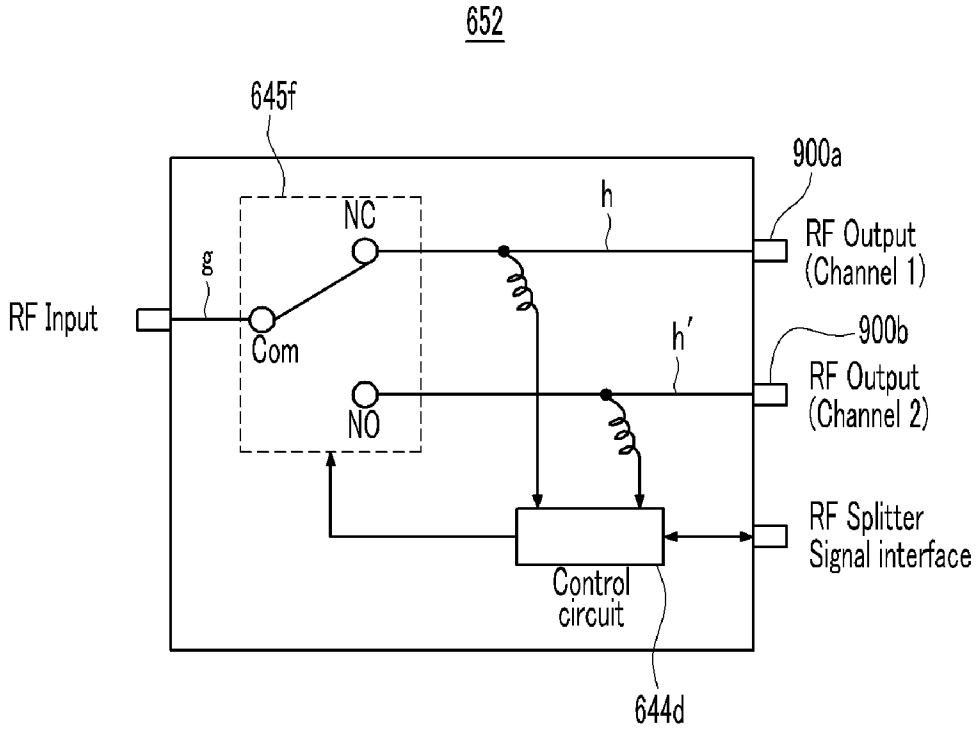 652
645f
900a
NC
h
RF Output
(Channel 1)
g
RF Input
Com
900b
h′
RF Output
(Channel 2)
NO
RF Splitter
Signal interface
Control
circuit
644d